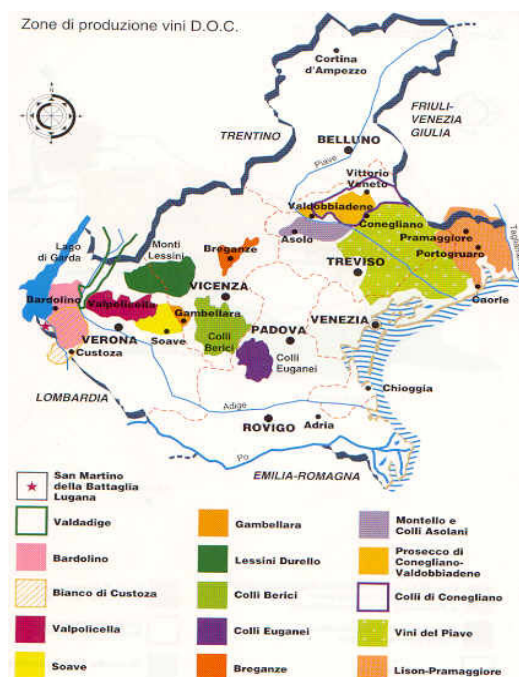 Zone di produzione vini D.O.C.
Cortina
d'Ampezzo
FRIULI-
VENEZIA
GIULIA
TRENTINO
BELLUNO
Piave
Vittorio
Veneto
Valdobbiadene
Conegliano
Asolo
Pramaggiore
Portogruaro
Lago
di Garda
Monti
Lessini
Breganze
TREVISO
Caorle
VICENZA
Bardolino
Valpolicella
Gambellara
VENEZIA
PADOVA
VERONA
Soave
Colli
Berici
Custoza
Colli
Euganei
Chioggia
LOMBARDIA
Adige
ROVIGO
Adria
Po
EMILIA-ROMAGNA
San Martino
della Battaglia
Lugana
Valdadige
Bardolino
Bianco di Custoza
Valpolicella
Soave
Gambellara
Lessini Durello
Colli Berici
Colli Euganei
Breganze
Montello e
Colli Asolani
Prosecco di
Conegliano-
Valdobbiadene
Colli di Conegliano
Vini del Piave
Lison-Pramaggiore